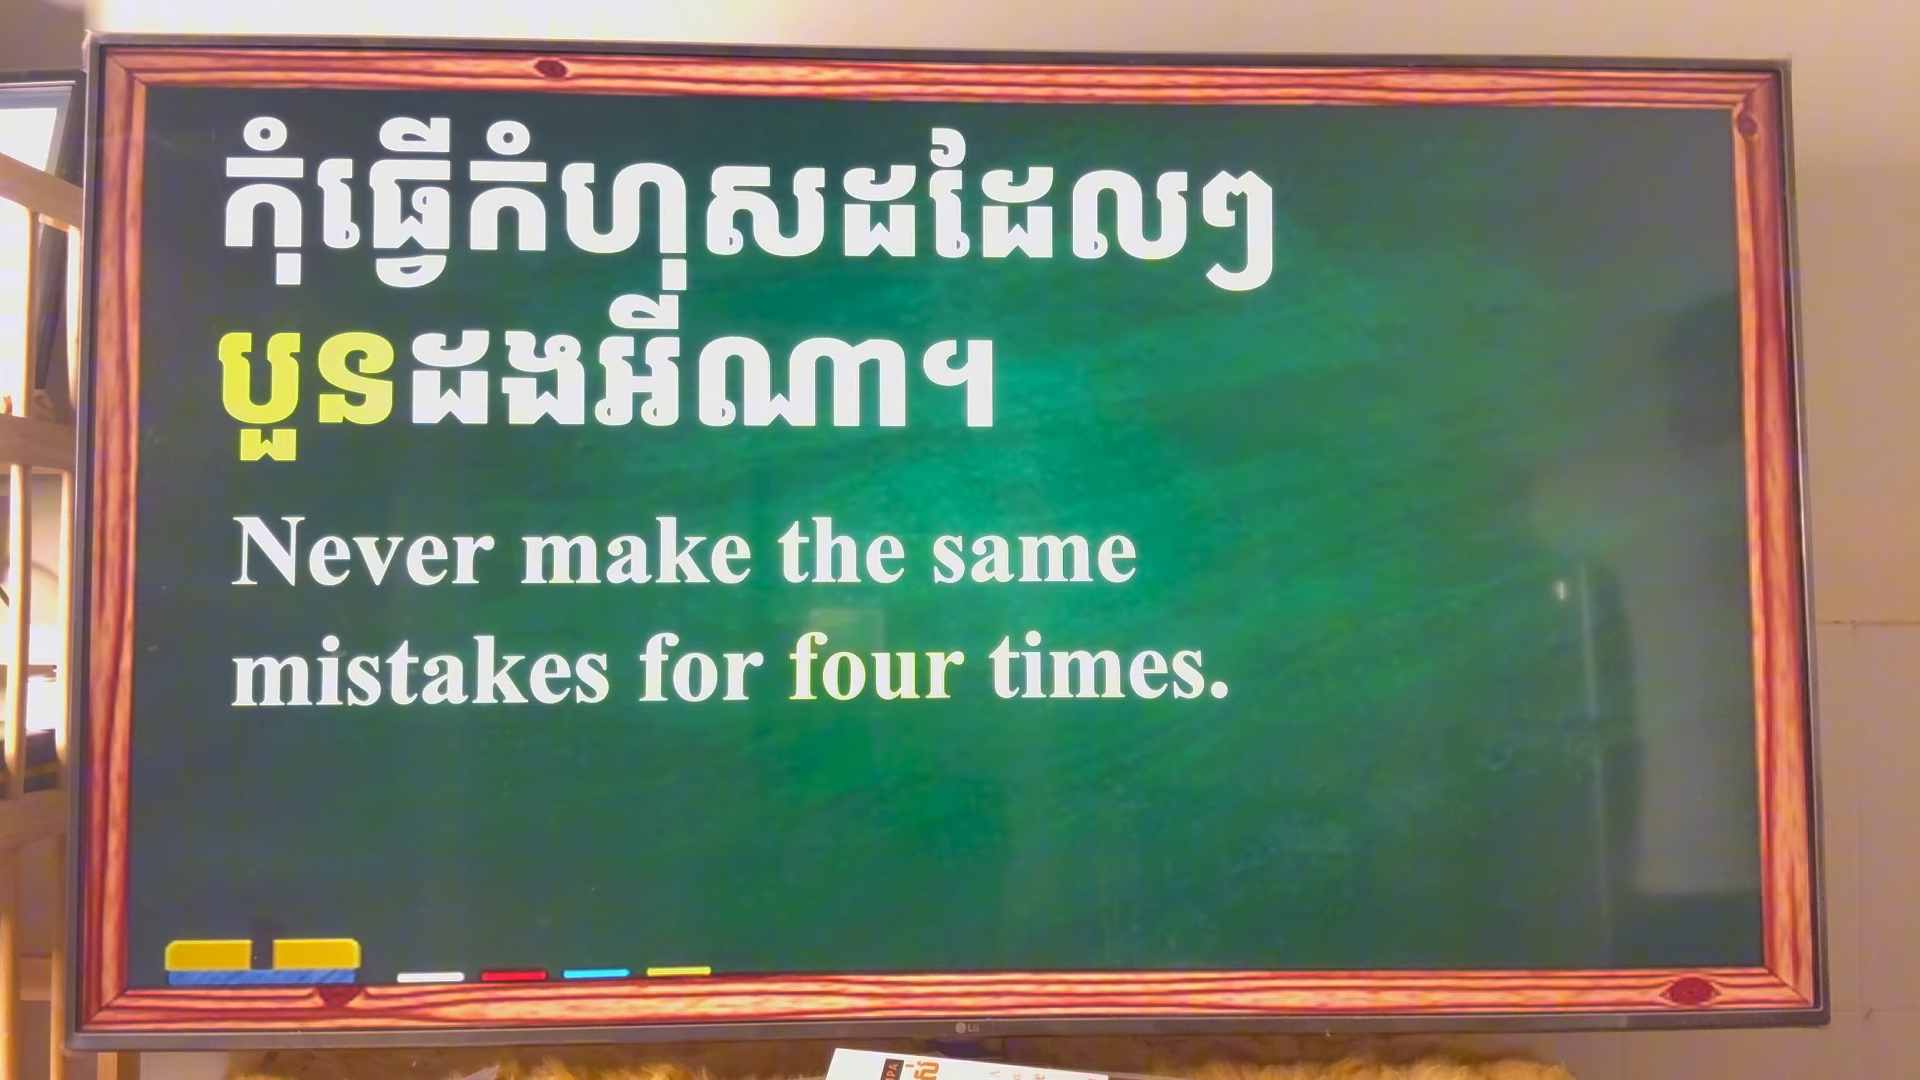 កុំធ្វើកំហុសដដែលៗ
បួនដងអីណា។
Never make the same
mistakes for four times.
LG